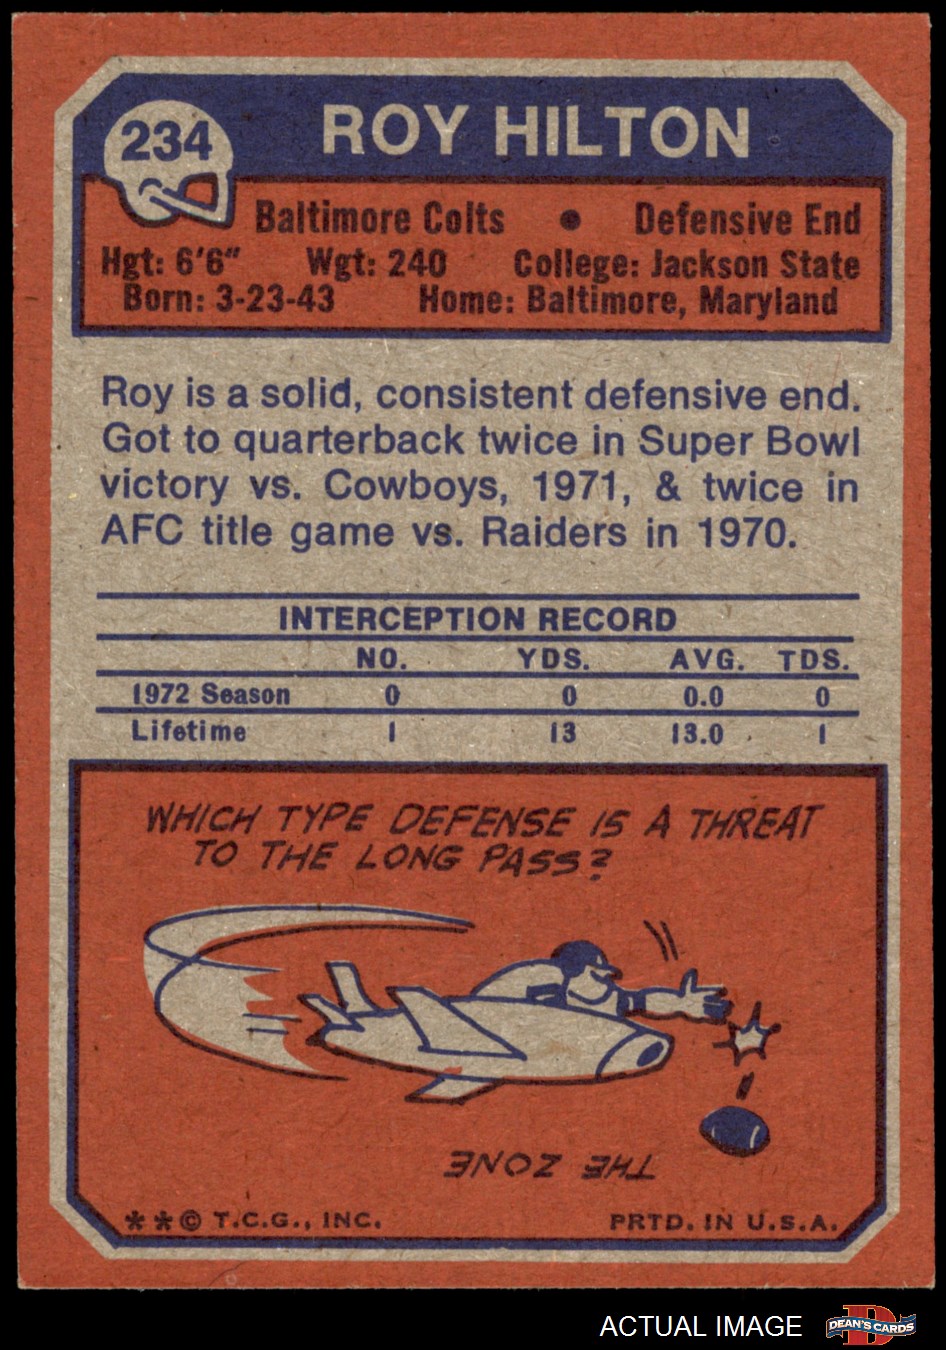 234
ROY HILTON
Baltimore Colts • Defensive End
Hgt: 6'6" Wgt: 240 College: Jackson State
Born: 3-23-43 Home: Baltimore, Maryland
Roy is a solid, consistent defensive end.
Got to quarterback twice in Super Bowl
victory vs. Cowboys, 1971, & twice in
AFC title game vs. Raiders in 1970.
INTERCEPTION RECORD
NO. YDS. AVG. TDS.
1972 Season 0 0 0.0 0
Lifetime 1 13 13.0 1
WHICH TYPE DEFENSE IS A THREAT
TO THE LONG PASS?
THE ZONE
** © T.C.G., INC. PRTD. IN U.S.A.
ACTUAL IMAGE
D
DEAN'S CARDS